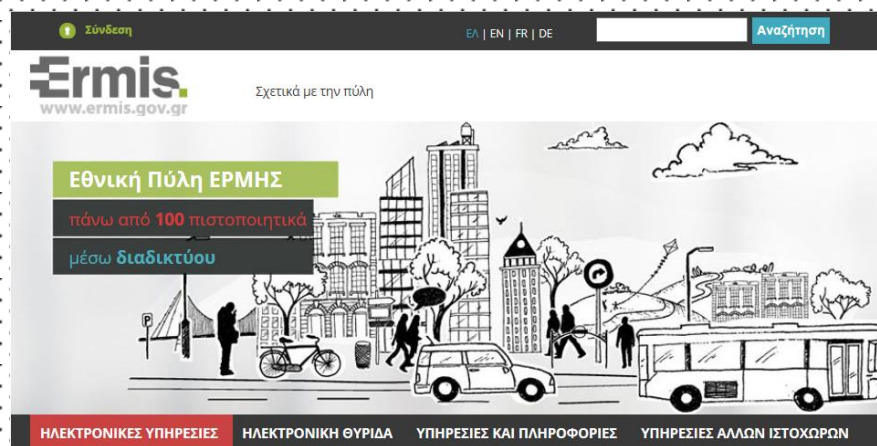 Σύνδεση
ΕΛ | EN | FR | DE
Αναζήτηση
Ermis.
www.ermis.gov.gr
Σχετικά με την πύλη
Εθνική Πύλη ΕΡΜΗΣ
πάνω από 100 πιστοποιητικά
μέσω διαδικτύου
P
ΗΛΕΚΤΡΟΝΙΚΕΣ ΥΠΗΡΕΣΙΕΣ ΗΛΕΚΤΡΟΝΙΚΗ ΘΥΡΙΔΑ ΥΠΗΡΕΣΙΕΣ ΚΑΙ ΠΛΗΡΟΦΟΡΙΕΣ ΥΠΗΡΕΣΙΕΣ ΑΛΛΩΝ ΙΣΤΟΧΩΡΩΝ